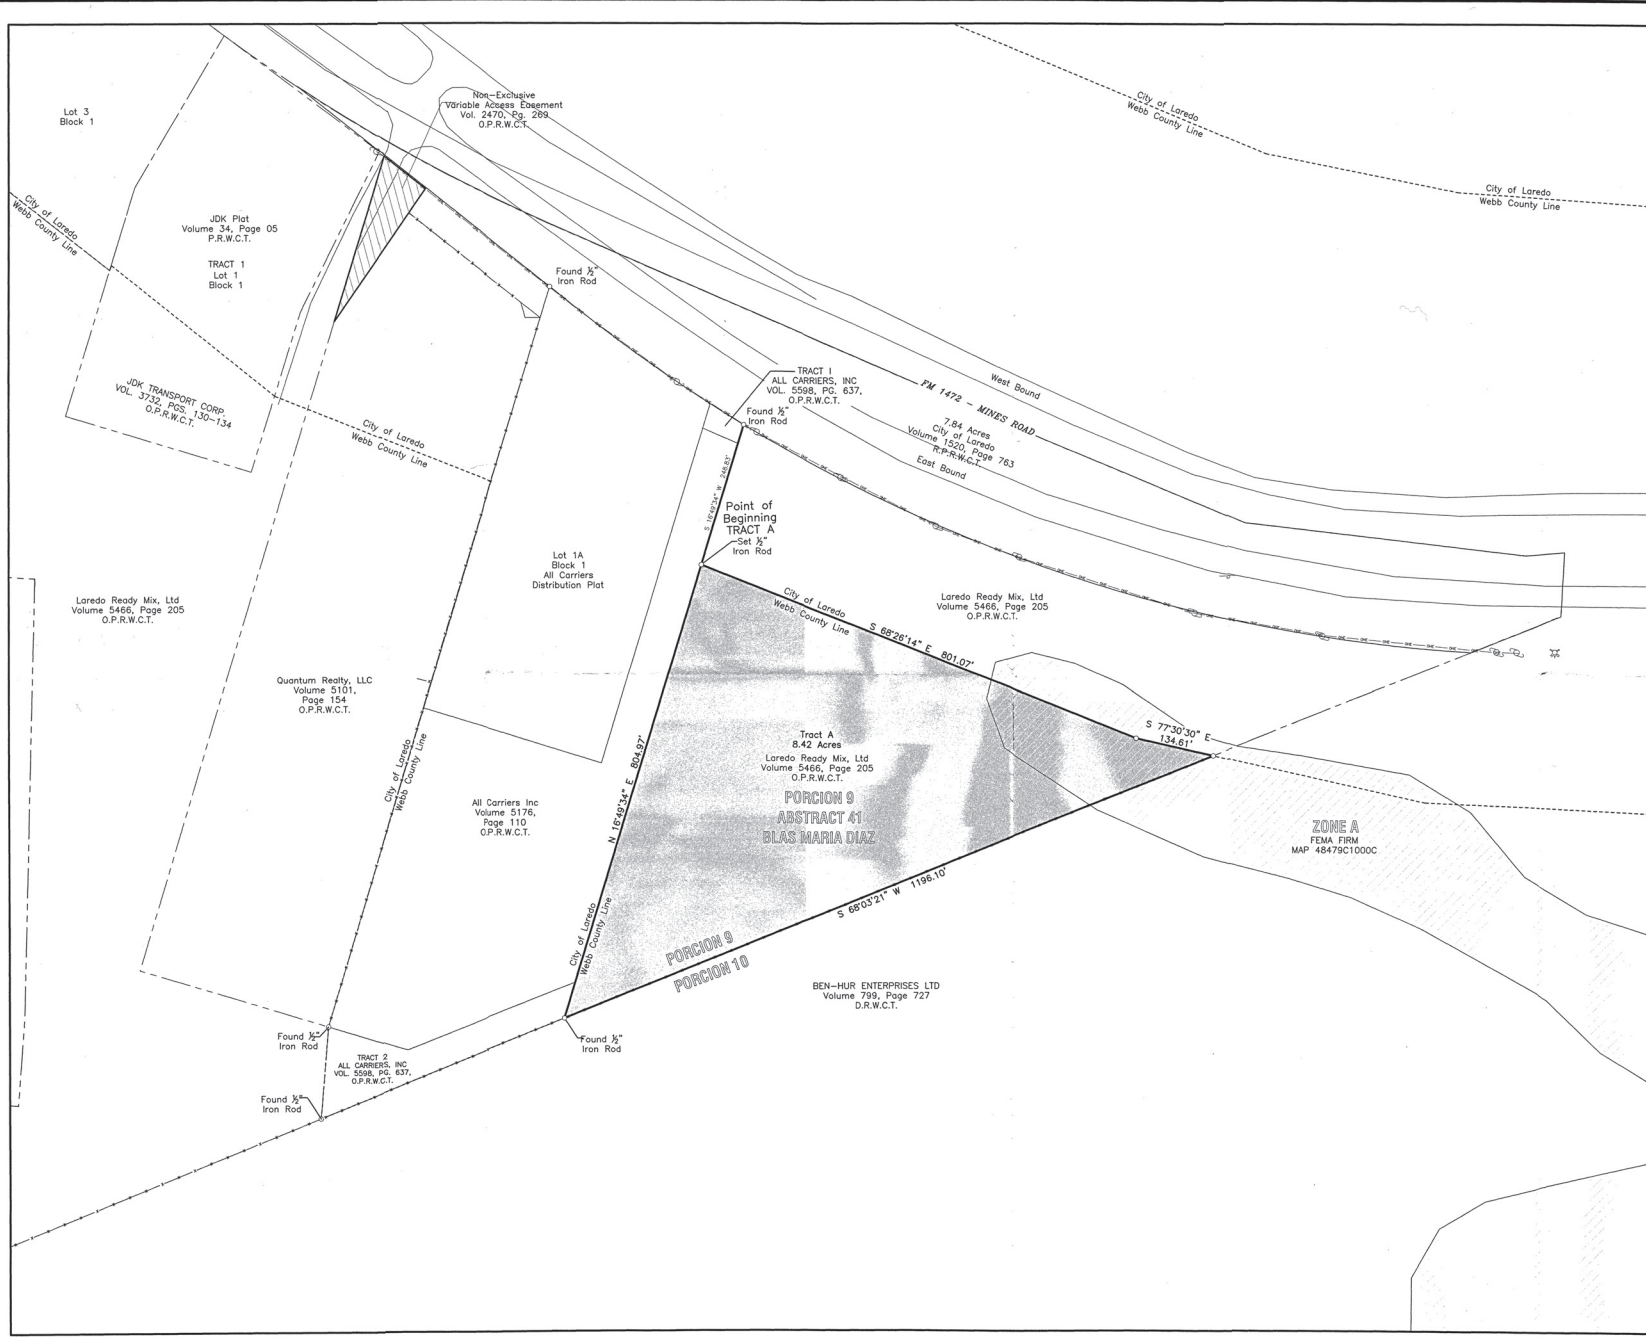 Lot 3
Block 1
Non-Exclusive
Variable Access Easement
Vol. 2470, Pg. 269
O.P.R.W.C.T.
City of Laredo
Webb County Line
City of Laredo
Webb County Line
City of Laredo
Webb County Line
JDK Plat
Volume 34, Page 05
P.R.W.C.T.
TRACT 1
Lot 1
Block 1
Found ½"
Iron Rod
JDK TRANSPORT CORP.
VOL. 3732, PGS. 130-134
O.P.R.W.C.T.
City of Laredo
Webb County Line
TRACT I
ALL CARRIERS, INC
VOL. 5598, PG. 637,
O.P.R.W.C.T.
Found ½"
Iron Rod
West Bound
FM 1472 - MINES ROAD
7.84 Acres
City of Laredo
Volume 1520, Page 763
R.P.R.W.C.T.
East Bound
S 16°49'34" W 248.83'
Point of
Beginning
TRACT A
Set ½"
Iron Rod
Lot 1A
Block 1
All Carriers
Distribution Plat
Laredo Ready Mix, Ltd
Volume 5466, Page 205
O.P.R.W.C.T.
City of Laredo
Webb County Line
S 68°26'14" E 801.07'
Laredo Ready Mix, Ltd
Volume 5466, Page 205
O.P.R.W.C.T.
Quantum Realty, LLC
Volume 5101,
Page 154
O.P.R.W.C.T.
City of Laredo
Webb County Line
N 16°49'34" E 804.97'
Tract A
8.42 Acres
Laredo Ready Mix, Ltd
Volume 5466, Page 205
O.P.R.W.C.T.
PORCION 9
ABSTRACT 41
BLAS MARIA DIAZ
S 77°30'30" E
134.61'
All Carriers Inc
Volume 5176,
Page 110
O.P.R.W.C.T.
ZONE A
FEMA FIRM
MAP 48479C1000C
S 68°03'21" W 1196.10'
City of Laredo
Webb County Line
PORCION 9
PORCION 10
BEN-HUR ENTERPRISES LTD
Volume 799, Page 727
D.R.W.C.T.
Found ½"
Iron Rod
Found ½"
Iron Rod
TRACT 2
ALL CARRIERS, INC
VOL. 5598, PG. 637,
O.P.R.W.C.T.
Found ½"
Iron Rod